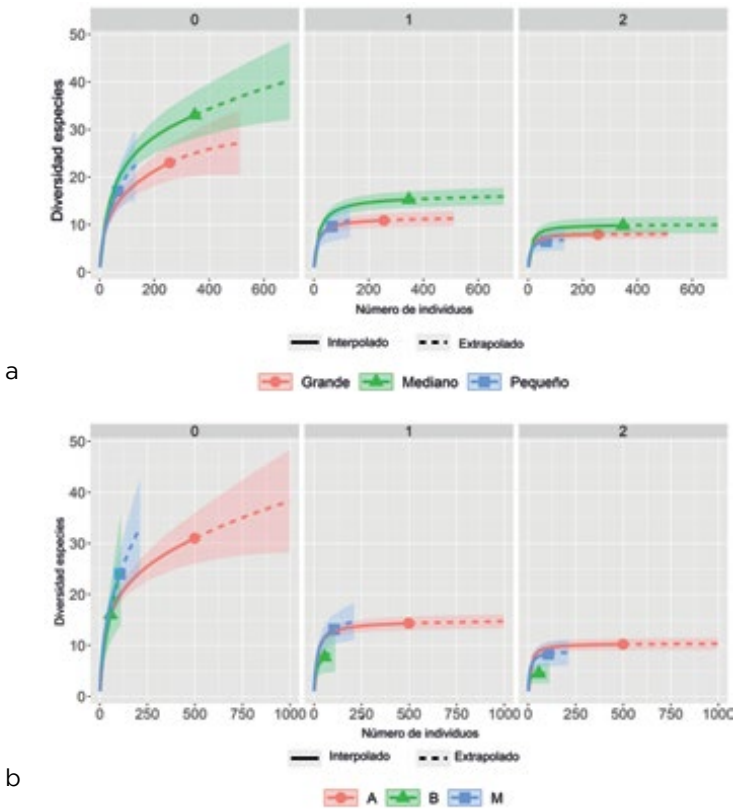 0 1 2
50
40
30
20
10
0
Diversidad especies
0 200 400 600 0 200 400 600 0 200 400 600
Número de individuos
Interpolado Extrapolado
a
Grande Mediano Pequeño
0 1 2
50
40
30
20
10
0
Diversidad especies
0 250 500 750 1000 0 250 500 750 1000 0 250 500 750 1000
Número de individuos
Interpolado Extrapolado
b
A B M